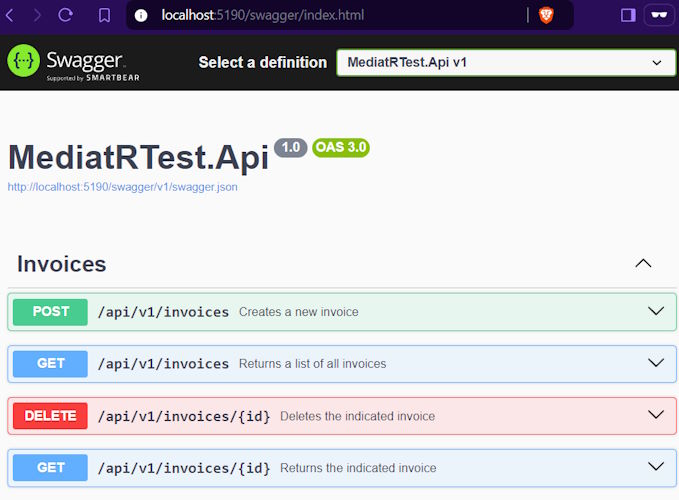 localhost:5190/swagger/index.html
Swagger
Supported by SMARTBEAR
Select a definition
MediatRTest.Api v1
MediatRTest.Api 1.0 OAS 3.0
http://localhost:5190/swagger/v1/swagger.json
Invoices
POST /api/v1/invoices Creates a new invoice
GET /api/v1/invoices Returns a list of all invoices
DELETE /api/v1/invoices/{id} Deletes the indicated invoice
GET /api/v1/invoices/{id} Returns the indicated invoice